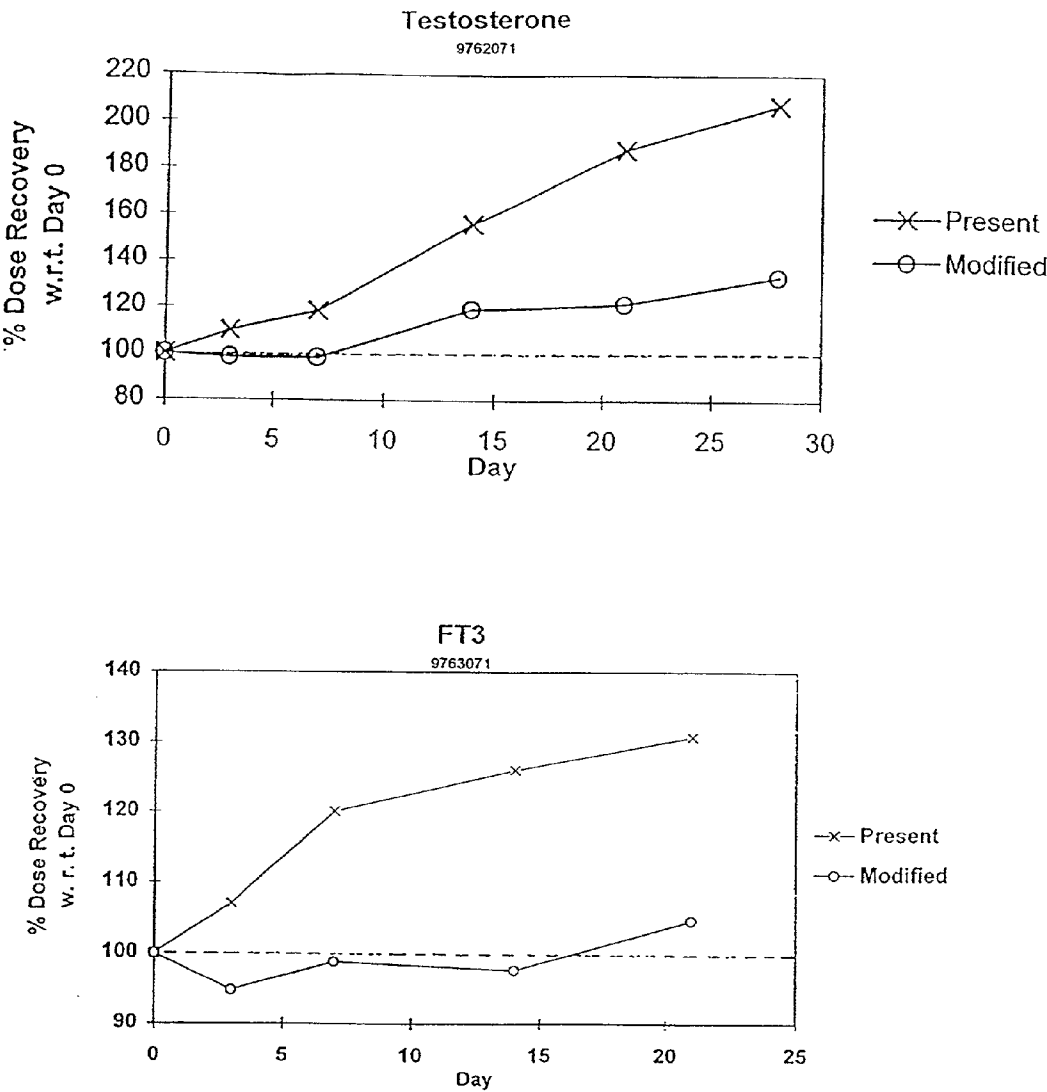 Testosterone
9762071
220
200
180
160
140
120
100
80
% Dose Recovery
w.r.t. Day 0
0 5 10 15 20 25 30
Day
Present
Modified
FT3
9763071
140
130
120
110
100
90
% Dose Recovery
w. r. t. Day 0
0 5 10 15 20 25
Day
Present
Modified